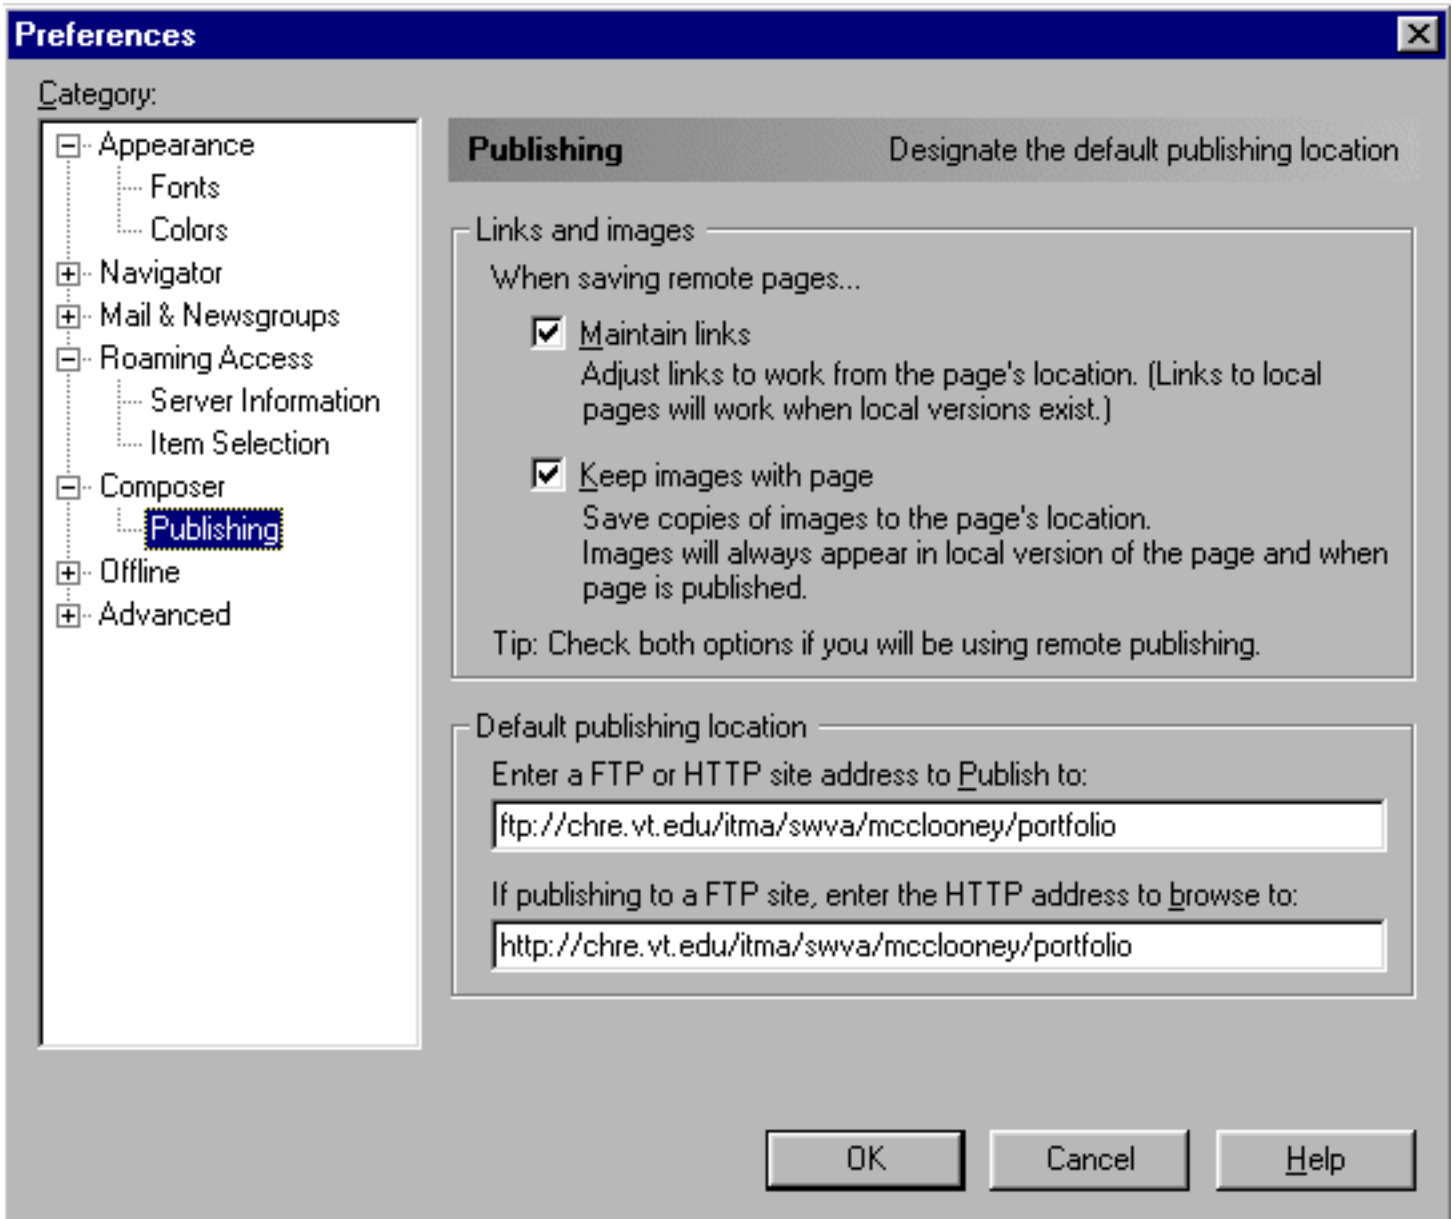 Preferences
Category:
Appearance
Fonts
Colors
Navigator
Mail & Newsgroups
Roaming Access
Server Information
Item Selection
Composer
Publishing
Offline
Advanced
Publishing Designate the default publishing location
Links and images
When saving remote pages...
Maintain links
Adjust links to work from the page's location. (Links to local
pages will work when local versions exist.)
Keep images with page
Save copies of images to the page's location.
Images will always appear in local version of the page and when
page is published.
Tip: Check both options if you will be using remote publishing.
Default publishing location
Enter a FTP or HTTP site address to Publish to:
ftp://chre.vt.edu/itma/swva/mcclooney/portfolio
If publishing to a FTP site, enter the HTTP address to browse to:
http://chre.vt.edu/itma/swva/mcclooney/portfolio
OK Cancel Help